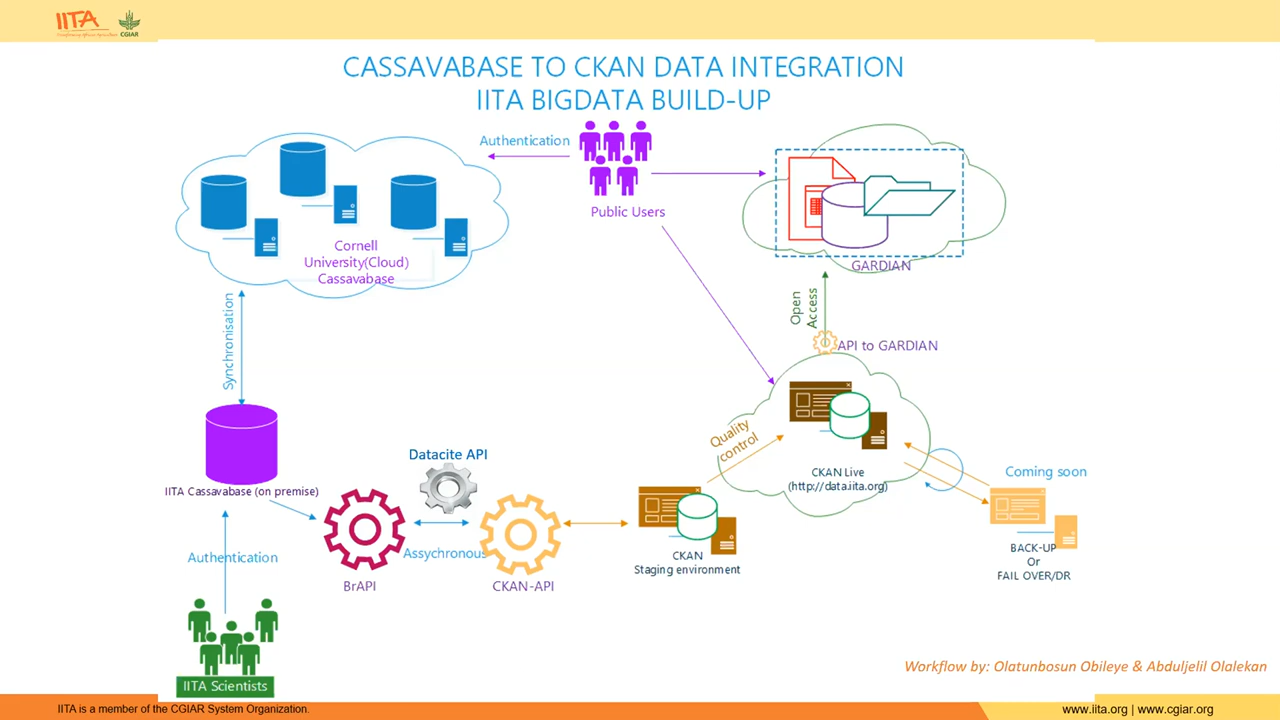 IITA
CGIAR
CASSAVABASE TO CKAN DATA INTEGRATION
IITA BIGDATA BUILD-UP
Authentication
Public Users
Cornell
University(Cloud)
Cassavabase
GARDIAN
Open
Access
API to GARDIAN
Synchronisation
Quality
control
CKAN Live
(http://data.iita.org)
Coming soon
BACK-UP
Or
FAIL OVER/DR
IITA Cassavabase (on premise)
Datacite API
Assychronous
BrAPI
CKAN-API
CKAN
Staging environment
Authentication
IITA Scientists
Workflow by: Olatunbosun Obileye & Abduljelil Olalekan
IITA is a member of the CGIAR System Organization.
www.iita.org | www.cgiar.org